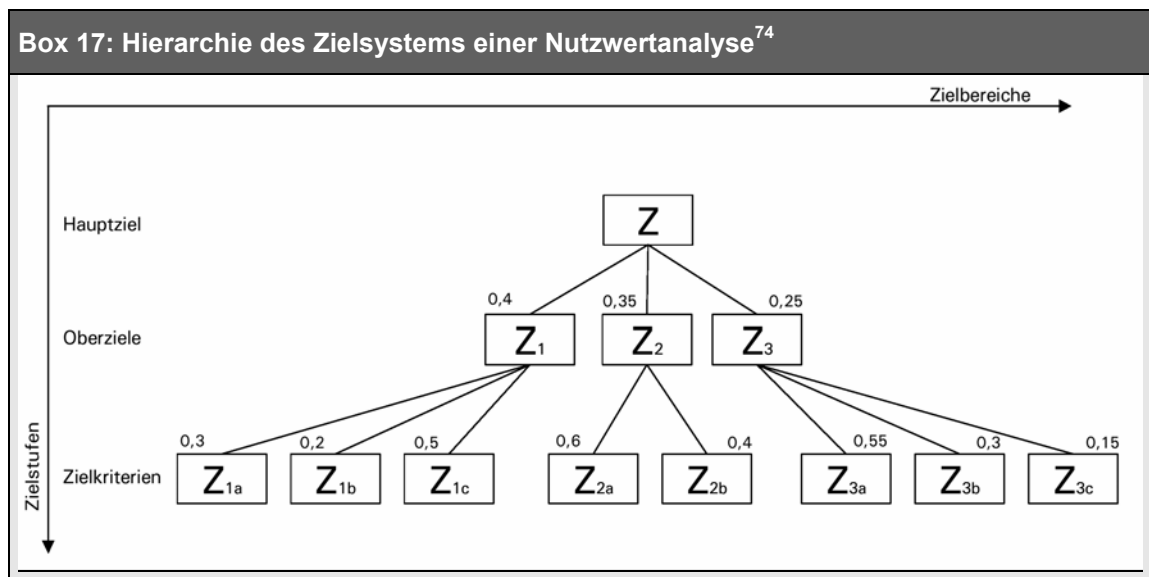 Box 17: Hierarchie des Zielsystems einer Nutzwertanalyse74
Zielbereiche
Hauptziel
Z
0,4
0,35
0,25
Oberziele
Z1
Z2
Z3
0,3
0,2
0,5
0,6
0,4
0,55
0,3
0,15
Zielkriterien
Z1a
Z1b
Z1c
Z2a
Z2b
Z3a
Z3b
Z3c
Zielstufen